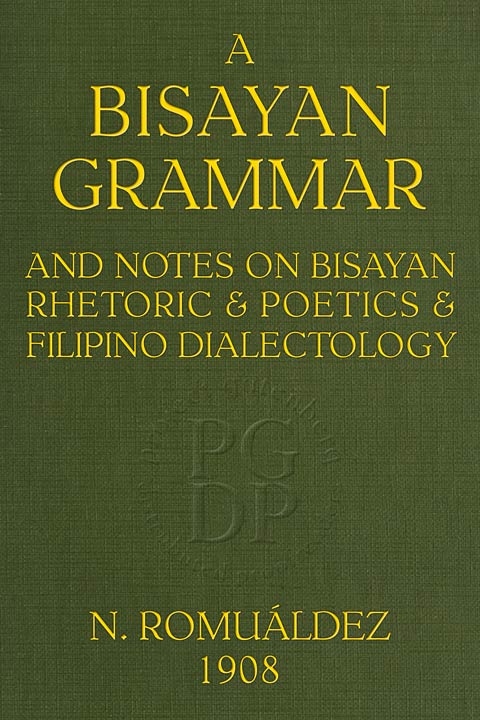 A
BISAYAN
GRAMMAR
AND NOTES ON BISAYAN
RHETORIC & POETICS &
FILIPINO DIALECTOLOGY
PG
DP
N. ROMUÁLDEZ
1908